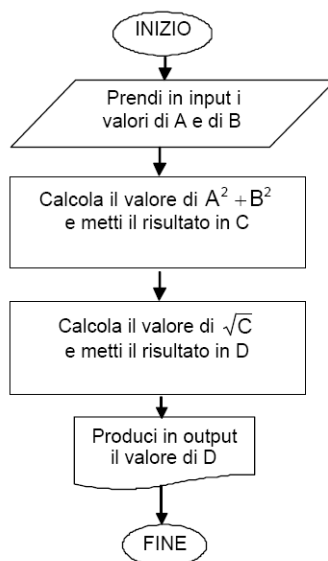 INIZIO
Prendi in input i
valori di A e di B
Calcola il valore di A² + B²
e metti il risultato in C
Calcola il valore di √C
e metti il risultato in D
Produci in output
il valore di D
FINE